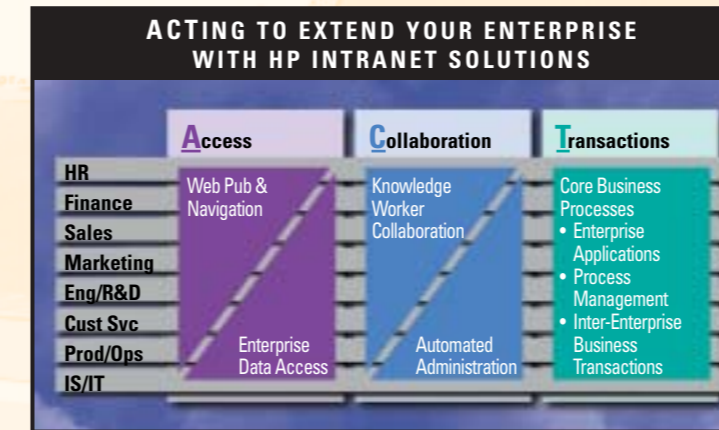 ACTING TO EXTEND YOUR ENTERPRISE
WITH HP INTRANET SOLUTIONS
Access
Collaboration
Transactions
HR
Finance
Sales
Marketing
Eng/R&D
Cust Svc
Prod/Ops
IS/IT
Web Pub &
Navigation
Enterprise
Data Access
Knowledge
Worker
Collaboration
Automated
Administration
Core Business
Processes
• Enterprise
Applications
• Process
Management
• Inter-Enterprise
Business
Transactions